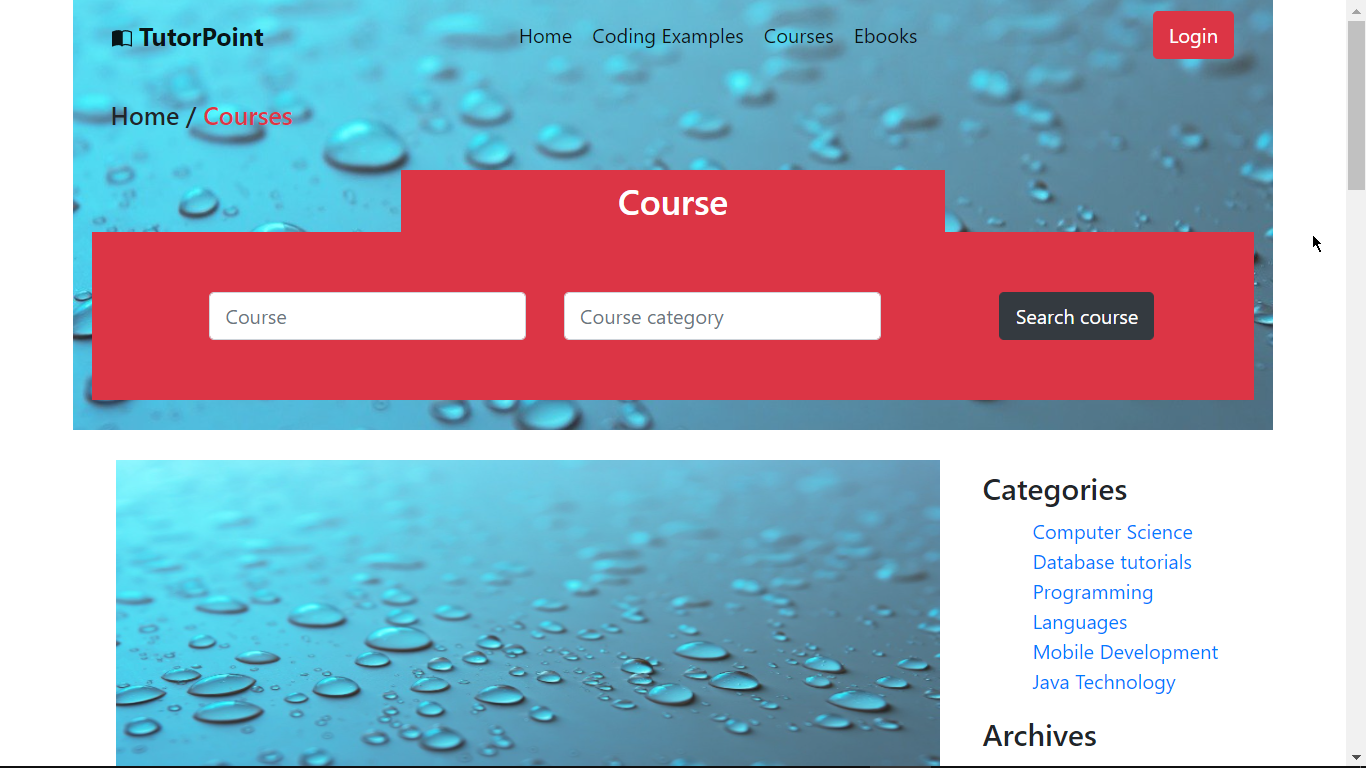 TutorPoint Home Coding Examples Courses Ebooks Login
Home / Courses
Course
Course Course category Search course
Categories
Computer Science
Database tutorials
Programming
Languages
Mobile Development
Java Technology
Archives